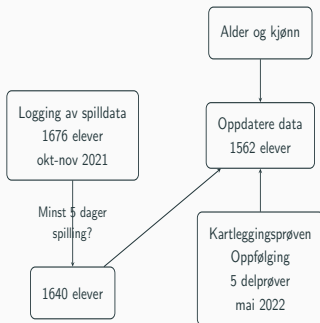 Alder og kjønn
Logging av spilldata
1676 elever
okt-nov 2021
Oppdatere data
1562 elever
Minst 5 dager
spilling?
Kartleggingsprøven
Oppfølging
5 delprøver
mai 2022
1640 elever